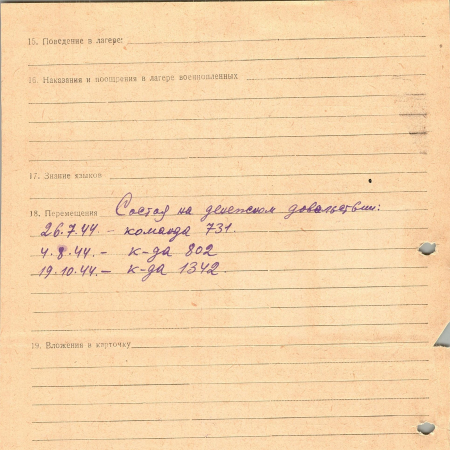 15. Поведение в лагере:
16. Наказания и поощрения в лагере военнопленных
17. Знание языков
18. Перемещения Состоя на денежном довольствии:
26.7.44. – команда 731.
4.8.44. – к-да 802
19.10.44. – к-да 1342
19. Вложения в карточку